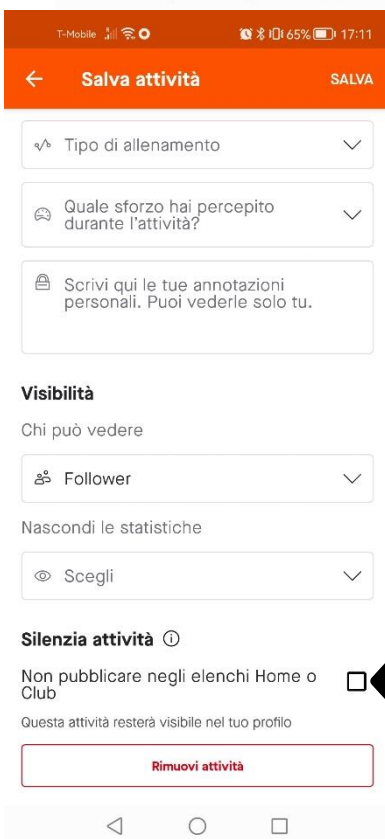 T-Mobile 65% 17:11
Salva attività SALVA
Tipo di allenamento
Quale sforzo hai percepito
durante l'attività?
Scrivi qui le tue annotazioni
personali. Puoi vederle solo tu.
Visibilità
Chi può vedere
Follower
Nascondi le statistiche
Scegli
Silenzia attività
Non pubblicare negli elenchi Home o
Club
Questa attività resterà visibile nel tuo profilo
Rimuovi attività